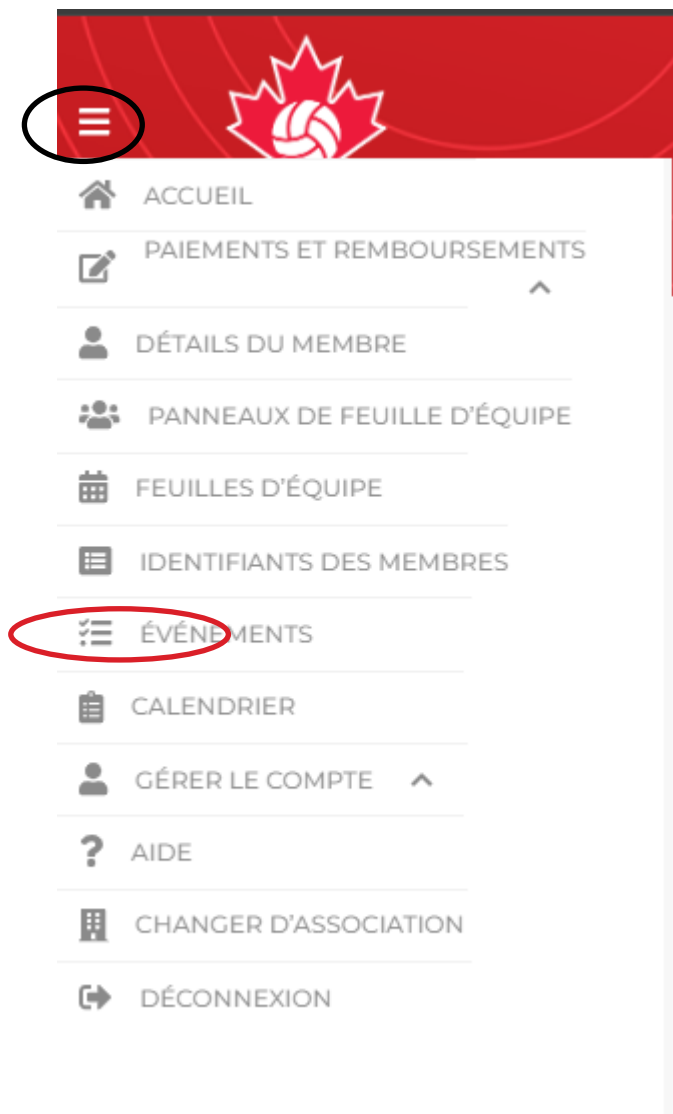 ACCUEIL
PAIEMENTS ET REMBOURSEMENTS
DÉTAILS DU MEMBRE
PANNEAUX DE FEUILLE D'ÉQUIPE
FEUILLES D'ÉQUIPE
IDENTIFIANTS DES MEMBRES
ÉVÉNEMENTS
CALENDRIER
GÉRER LE COMPTE
AIDE
CHANGER D'ASSOCIATION
DÉCONNEXION